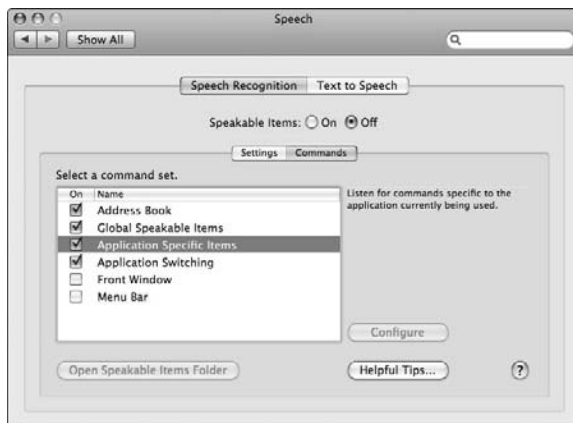 Speech
Show All
Speech Recognition Text to Speech
Speakable Items: On Off
Settings Commands
Select a command set.
On Name
Address Book
Global Speakable Items
Application Specific Items
Application Switching
Front Window
Menu Bar
Listen for commands specific to the
application currently being used.
Configure
Open Speakable Items Folder
Helpful Tips...
?